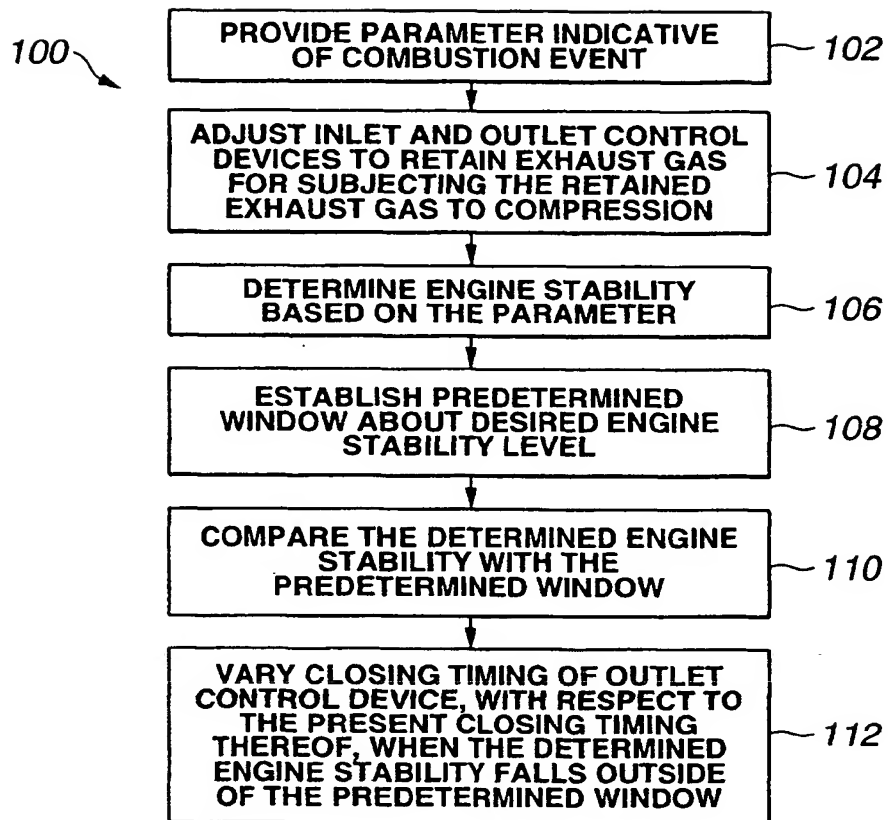 100
PROVIDE PARAMETER INDICATIVE
OF COMBUSTION EVENT
102
ADJUST INLET AND OUTLET CONTROL
DEVICES TO RETAIN EXHAUST GAS
FOR SUBJECTING THE RETAINED
EXHAUST GAS TO COMPRESSION
104
DETERMINE ENGINE STABILITY
BASED ON THE PARAMETER
106
ESTABLISH PREDETERMINED
WINDOW ABOUT DESIRED ENGINE
STABILITY LEVEL
108
COMPARE THE DETERMINED ENGINE
STABILITY WITH THE
PREDETERMINED WINDOW
110
VARY CLOSING TIMING OF OUTLET
CONTROL DEVICE, WITH RESPECT TO
THE PRESENT CLOSING TIMING
THEREOF, WHEN THE DETERMINED
ENGINE STABILITY FALLS OUTSIDE
OF THE PREDETERMINED WINDOW
112